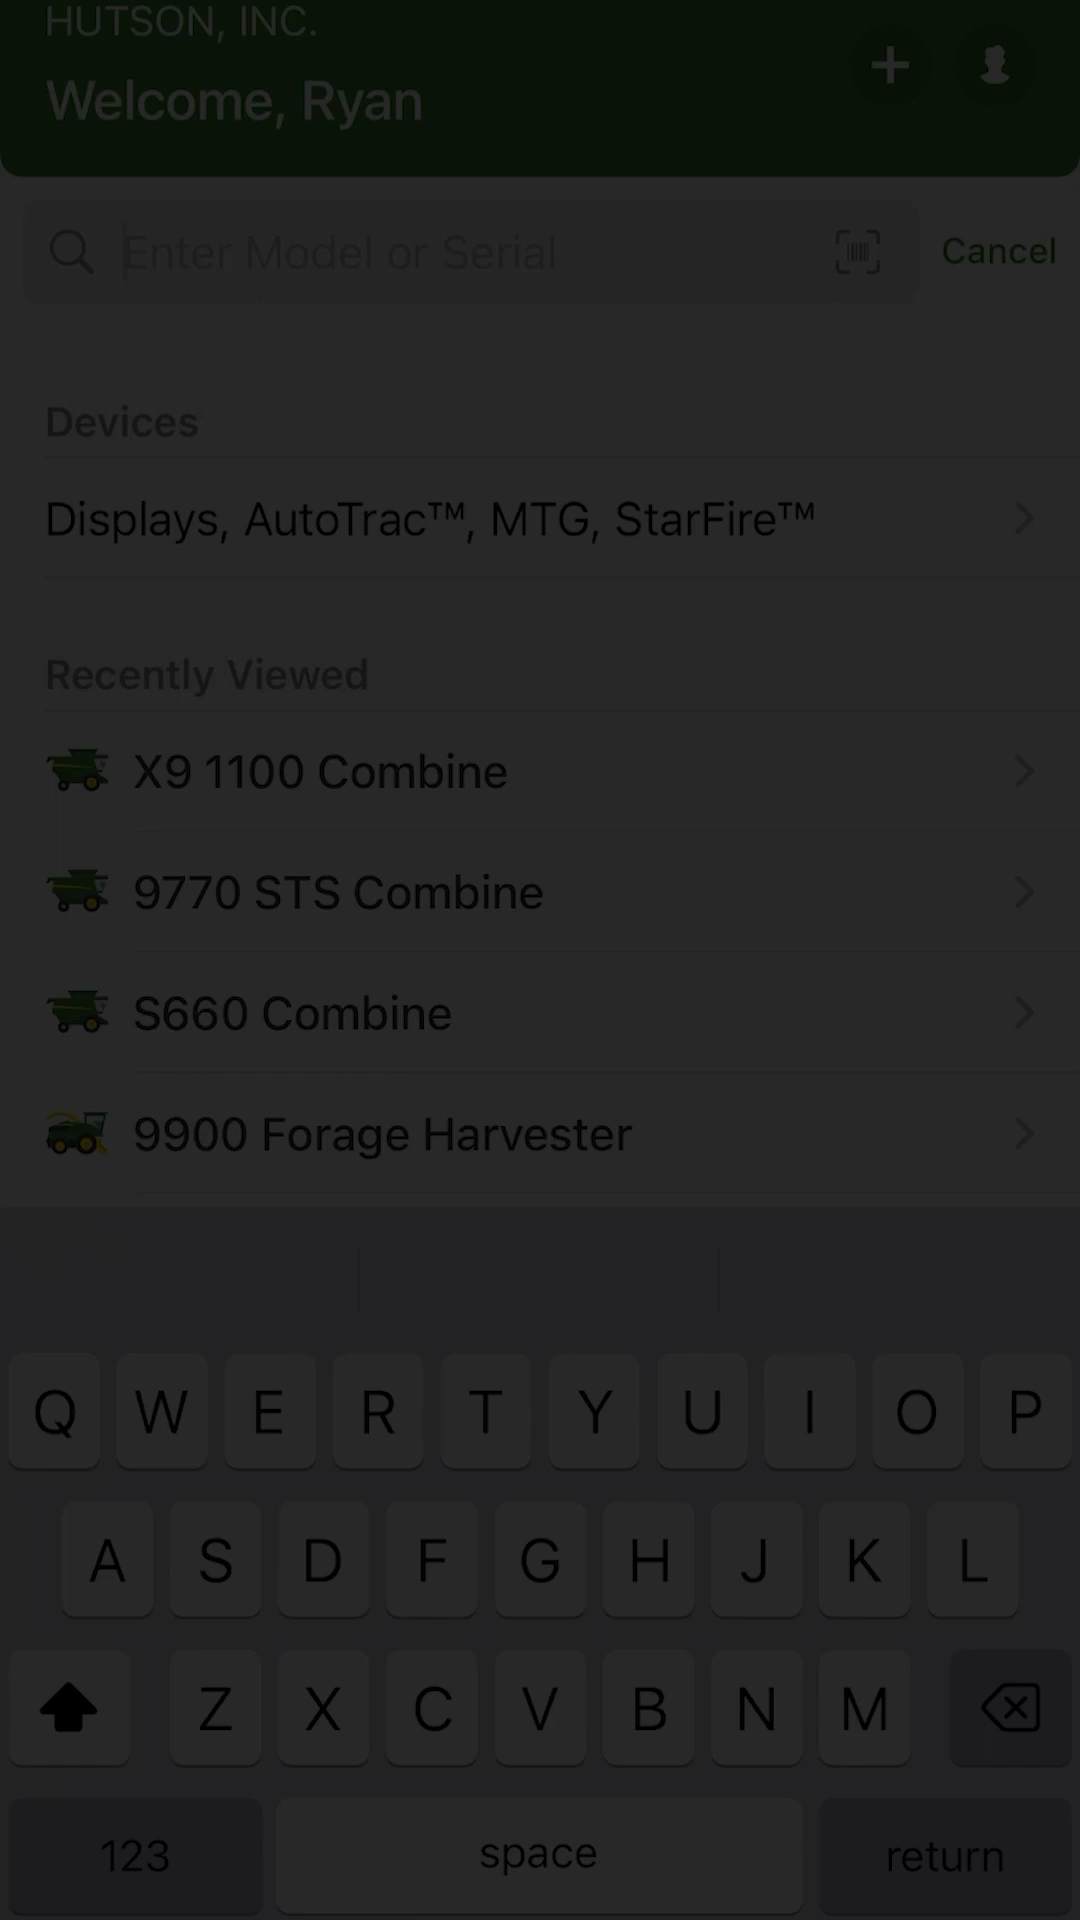 HUTSON, INC.
Welcome, Ryan
Enter Model or Serial
Cancel
Devices
Displays, AutoTrac™, MTG, StarFire™
Recently Viewed
X9 1100 Combine
9770 STS Combine
S660 Combine
9900 Forage Harvester
Q W E R T Y U I O P
A S D F G H J K L
Z X C V B N M
123 space return